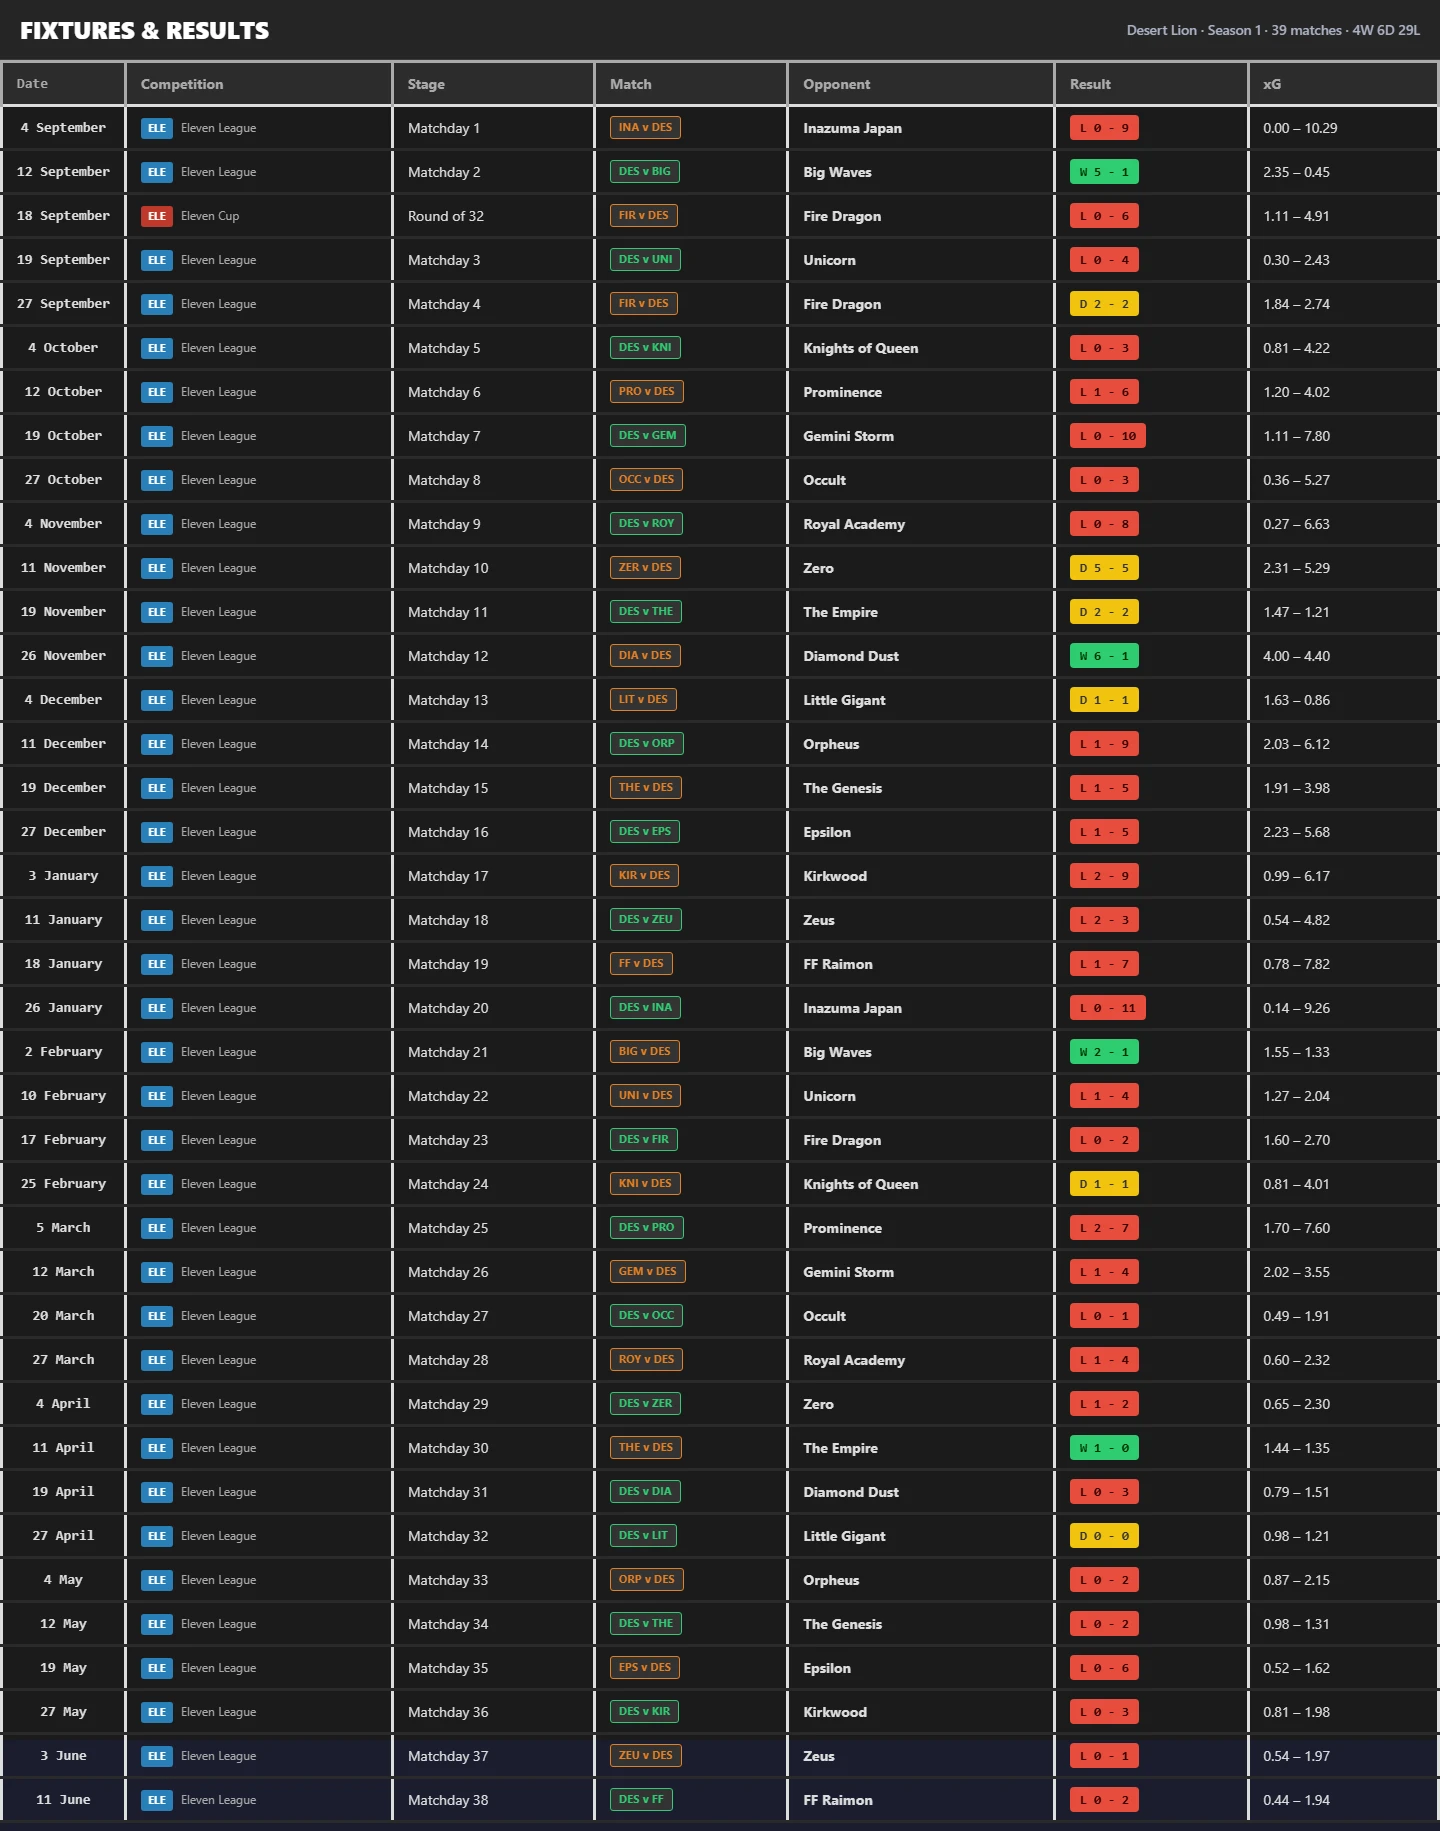 FIXTURES & RESULTS
Desert Lion · Season 1 · 39 matches · 4W 6D 29L
Date Competition Stage Match Opponent Result xG
4 September ELE Eleven League Matchday 1 INA v DES Inazuma Japan L 0 - 9 0.00 – 10.29
12 September ELE Eleven League Matchday 2 DES v BIG Big Waves W 5 - 1 2.35 – 0.45
18 September ELE Eleven Cup Round of 32 FIR v DES Fire Dragon L 0 - 6 1.11 – 4.91
19 September ELE Eleven League Matchday 3 DES v UNI Unicorn L 0 - 4 0.30 – 2.43
27 September ELE Eleven League Matchday 4 FIR v DES Fire Dragon D 2 - 2 1.84 – 2.74
4 October ELE Eleven League Matchday 5 DES v KNI Knights of Queen L 0 - 3 0.81 – 4.22
12 October ELE Eleven League Matchday 6 PRO v DES Prominence L 1 - 6 1.20 – 4.02
19 October ELE Eleven League Matchday 7 DES v GEM Gemini Storm L 0 - 10 1.11 – 7.80
27 October ELE Eleven League Matchday 8 OCC v DES Occult L 0 - 3 0.36 – 5.27
4 November ELE Eleven League Matchday 9 DES v ROY Royal Academy L 0 - 8 0.27 – 6.63
11 November ELE Eleven League Matchday 10 ZER v DES Zero D 5 - 5 2.31 – 5.29
19 November ELE Eleven League Matchday 11 DES v THE The Empire D 2 - 2 1.47 – 1.21
26 November ELE Eleven League Matchday 12 DIA v DES Diamond Dust W 6 - 1 4.00 – 4.40
4 December ELE Eleven League Matchday 13 LIT v DES Little Gigant D 1 - 1 1.63 – 0.86
11 December ELE Eleven League Matchday 14 DES v ORP Orpheus L 1 - 9 2.03 – 6.12
19 December ELE Eleven League Matchday 15 THE v DES The Genesis L 1 - 5 1.91 – 3.98
27 December ELE Eleven League Matchday 16 DES v EPS Epsilon L 1 - 5 2.23 – 5.68
3 January ELE Eleven League Matchday 17 KIR v DES Kirkwood L 2 - 9 0.99 – 6.17
11 January ELE Eleven League Matchday 18 DES v ZEU Zeus L 2 - 3 0.54 – 4.82
18 January ELE Eleven League Matchday 19 FF v DES FF Raimon L 1 - 7 0.78 – 7.82
26 January ELE Eleven League Matchday 20 DES v INA Inazuma Japan L 0 - 11 0.14 – 9.26
2 February ELE Eleven League Matchday 21 BIG v DES Big Waves W 2 - 1 1.55 – 1.33
10 February ELE Eleven League Matchday 22 UNI v DES Unicorn L 1 - 4 1.27 – 2.04
17 February ELE Eleven League Matchday 23 DES v FIR Fire Dragon L 0 - 2 1.60 – 2.70
25 February ELE Eleven League Matchday 24 KNI v DES Knights of Queen D 1 - 1 0.81 – 4.01
5 March ELE Eleven League Matchday 25 DES v PRO Prominence L 2 - 7 1.70 – 7.60
12 March ELE Eleven League Matchday 26 GEM v DES Gemini Storm L 1 - 4 2.02 – 3.55
20 March ELE Eleven League Matchday 27 DES v OCC Occult L 0 - 1 0.49 – 1.91
27 March ELE Eleven League Matchday 28 ROY v DES Royal Academy L 1 - 4 0.60 – 2.32
4 April ELE Eleven League Matchday 29 DES v ZER Zero L 1 - 2 0.65 – 2.30
11 April ELE Eleven League Matchday 30 THE v DES The Empire W 1 - 0 1.44 – 1.35
19 April ELE Eleven League Matchday 31 DES v DIA Diamond Dust L 0 - 3 0.79 – 1.51
27 April ELE Eleven League Matchday 32 DES v LIT Little Gigant D 0 - 0 0.98 – 1.21
4 May ELE Eleven League Matchday 33 ORP v DES Orpheus L 0 - 2 0.87 – 2.15
12 May ELE Eleven League Matchday 34 DES v THE The Genesis L 0 - 2 0.98 – 1.31
19 May ELE Eleven League Matchday 35 EPS v DES Epsilon L 0 - 6 0.52 – 1.62
27 May ELE Eleven League Matchday 36 DES v KIR Kirkwood L 0 - 3 0.81 – 1.98
3 June ELE Eleven League Matchday 37 ZEU v DES Zeus L 0 - 1 0.54 – 1.97
11 June ELE Eleven League Matchday 38 DES v FF FF Raimon L 0 - 2 0.44 – 1.94